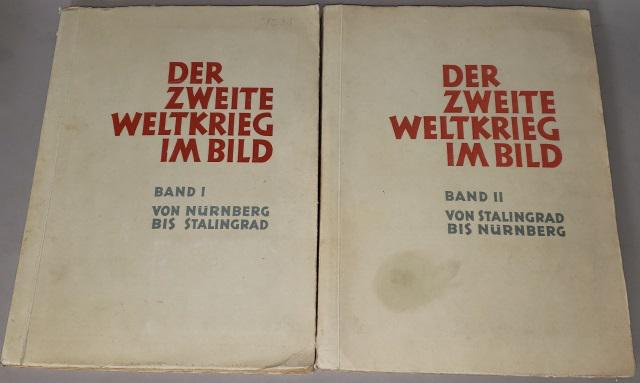 DER
ZWEITE
WELTKRIEG
IM BILD
BAND I
VON NÜRNBERG
BIS STALINGRAD
DER
ZWEITE
WELTKRIEG
IM BILD
BAND II
VON STALINGRAD
BIS NÜRNBERG